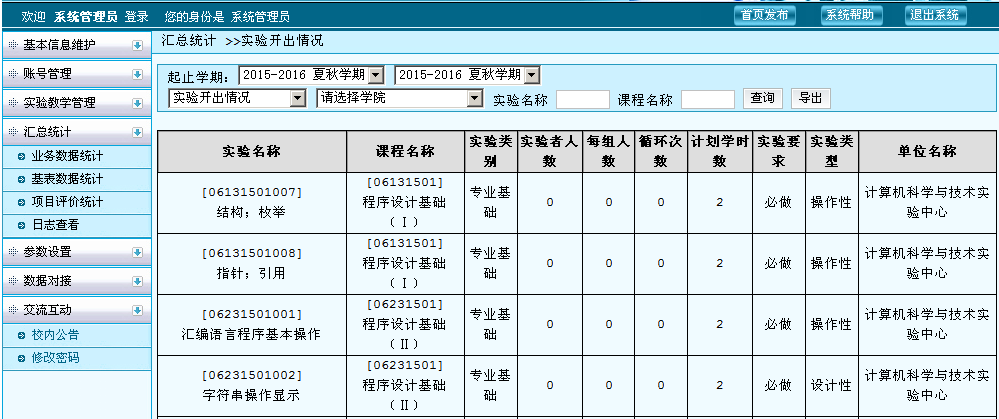 欢迎 系统管理员 登录 您的身份是 系统管理员
首页发布 系统帮助 退出系统
基本信息维护
账号管理
实验教学管理
汇总统计
业务数据统计
基表数据统计
项目评价统计
日志查看
参数设置
数据对接
交流互动
校内公告
修改密码
汇总统计 >>实验开出情况
起止学期： 2015-2016 夏秋学期 2015-2016 夏秋学期
实验开出情况 请选择学院 实验名称 课程名称 查询 导出
实验名称 课程名称 实验类别 实验者人数 每组人数 循环次数 计划学时数 实验要求 实验类型 单位名称
[06131501007] 结构；枚举 [06131501] 程序设计基础（Ⅰ） 专业基础 0 0 0 2 必做 操作性 计算机科学与技术实验中心
[06131501008] 指针；引用 [06131501] 程序设计基础（Ⅰ） 专业基础 0 0 0 2 必做 操作性 计算机科学与技术实验中心
[06231501001] 汇编语言程序基本操作 [06231501] 程序设计基础（Ⅱ） 专业基础 0 0 0 2 必做 操作性 计算机科学与技术实验中心
[06231501002] 字符串操作显示 [06231501] 程序设计基础（Ⅱ） 专业基础 0 0 0 2 必做 设计性 计算机科学与技术实验中心